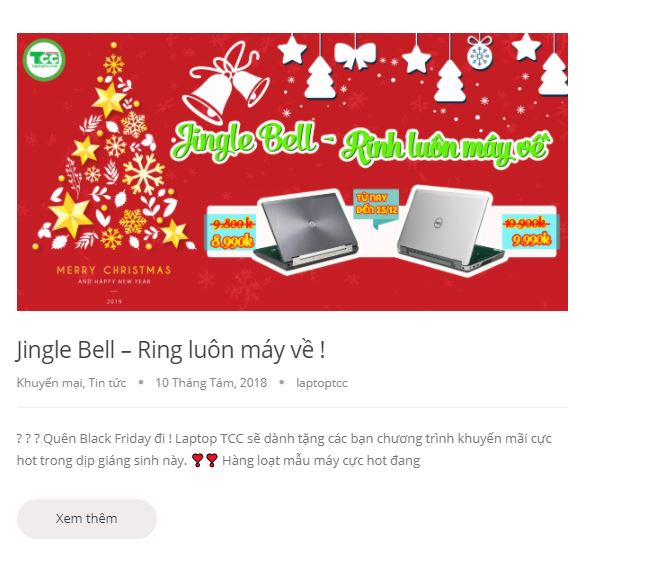 TCC
Jingle Bell - Rinh luôn máy về
TỪ NAY
ĐẾN 25/12
9.800k
8.990k
10.900k
9.990k
MERRY CHRISTMAS
AND HAPPY NEW YEAR
2019
Jingle Bell – Ring luôn máy về !
Khuyến mại, Tin tức • 10 Tháng Tám, 2018 • laptoptcc
? ? ? Quên Black Friday đi ! Laptop TCC sẽ dành tặng các bạn chương trình khuyến mãi cực
hot trong dịp giáng sinh này. ❣❣ Hàng loạt mẫu máy cực hot đang
Xem thêm